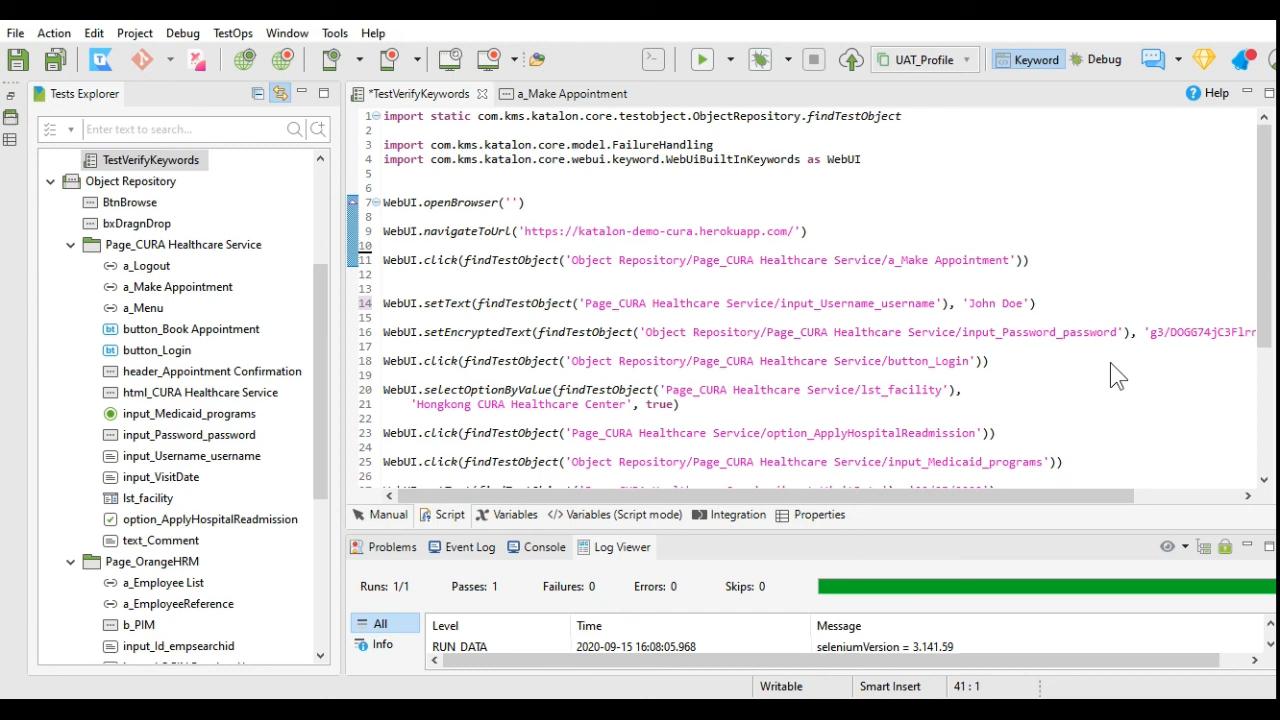 File Action Edit Project Debug TestOps Window Tools Help
UAT_Profile Keyword Debug
Tests Explorer
Enter text to search...
TestVerifyKeywords
Object Repository
BtnBrowse
bxDragnDrop
Page_CURA Healthcare Service
a_Logout
a_Make Appointment
a_Menu
button_Book Appointment
button_Login
header_Appointment Confirmation
html_CURA Healthcare Service
input_Medicaid_programs
input_Password_password
input_Username_username
input_VisitDate
lst_facility
option_ApplyHospitalReadmission
text_Comment
Page_OrangeHRM
a_Employee List
a_EmployeeReference
b_PIM
input_Id_empsearchid
*TestVerifyKeywords a_Make Appointment Help
1 import static com.kms.katalon.core.testobject.ObjectRepository.findTestObject
2
3 import com.kms.katalon.core.model.FailureHandling
4 import com.kms.katalon.core.webui.keyword.WebUiBuiltInKeywords as WebUI
5
6
7 WebUI.openBrowser('')
8
9 WebUI.navigateToUrl('https://katalon-demo-cura.herokuapp.com/')
10
11 WebUI.click(findTestObject('Object Repository/Page_CURA Healthcare Service/a_Make Appointment'))
12
13
14 WebUI.setText(findTestObject('Page_CURA Healthcare Service/input_Username_username'), 'John Doe')
15
16 WebUI.setEncryptedText(findTestObject('Object Repository/Page_CURA Healthcare Service/input_Password_password'), 'g3/DOGG74jC3Flrn
17
18 WebUI.click(findTestObject('Object Repository/Page_CURA Healthcare Service/button_Login'))
19
20 WebUI.selectOptionByValue(findTestObject('Page_CURA Healthcare Service/lst_facility'),
21 'Hongkong CURA Healthcare Center', true)
22
23 WebUI.click(findTestObject('Page_CURA Healthcare Service/option_ApplyHospitalReadmission'))
24
25 WebUI.click(findTestObject('Object Repository/Page_CURA Healthcare Service/input_Medicaid_programs'))
26
Manual Script Variables Variables (Script mode) Integration Properties
Problems Event Log Console Log Viewer
Runs: 1/1 Passes: 1 Failures: 0 Errors: 0 Skips: 0
All Level Time Message
Info RUN_DATA 2020-09-15 16:08:05.968 seleniumVersion = 3.141.59
Writable Smart Insert 41 : 1